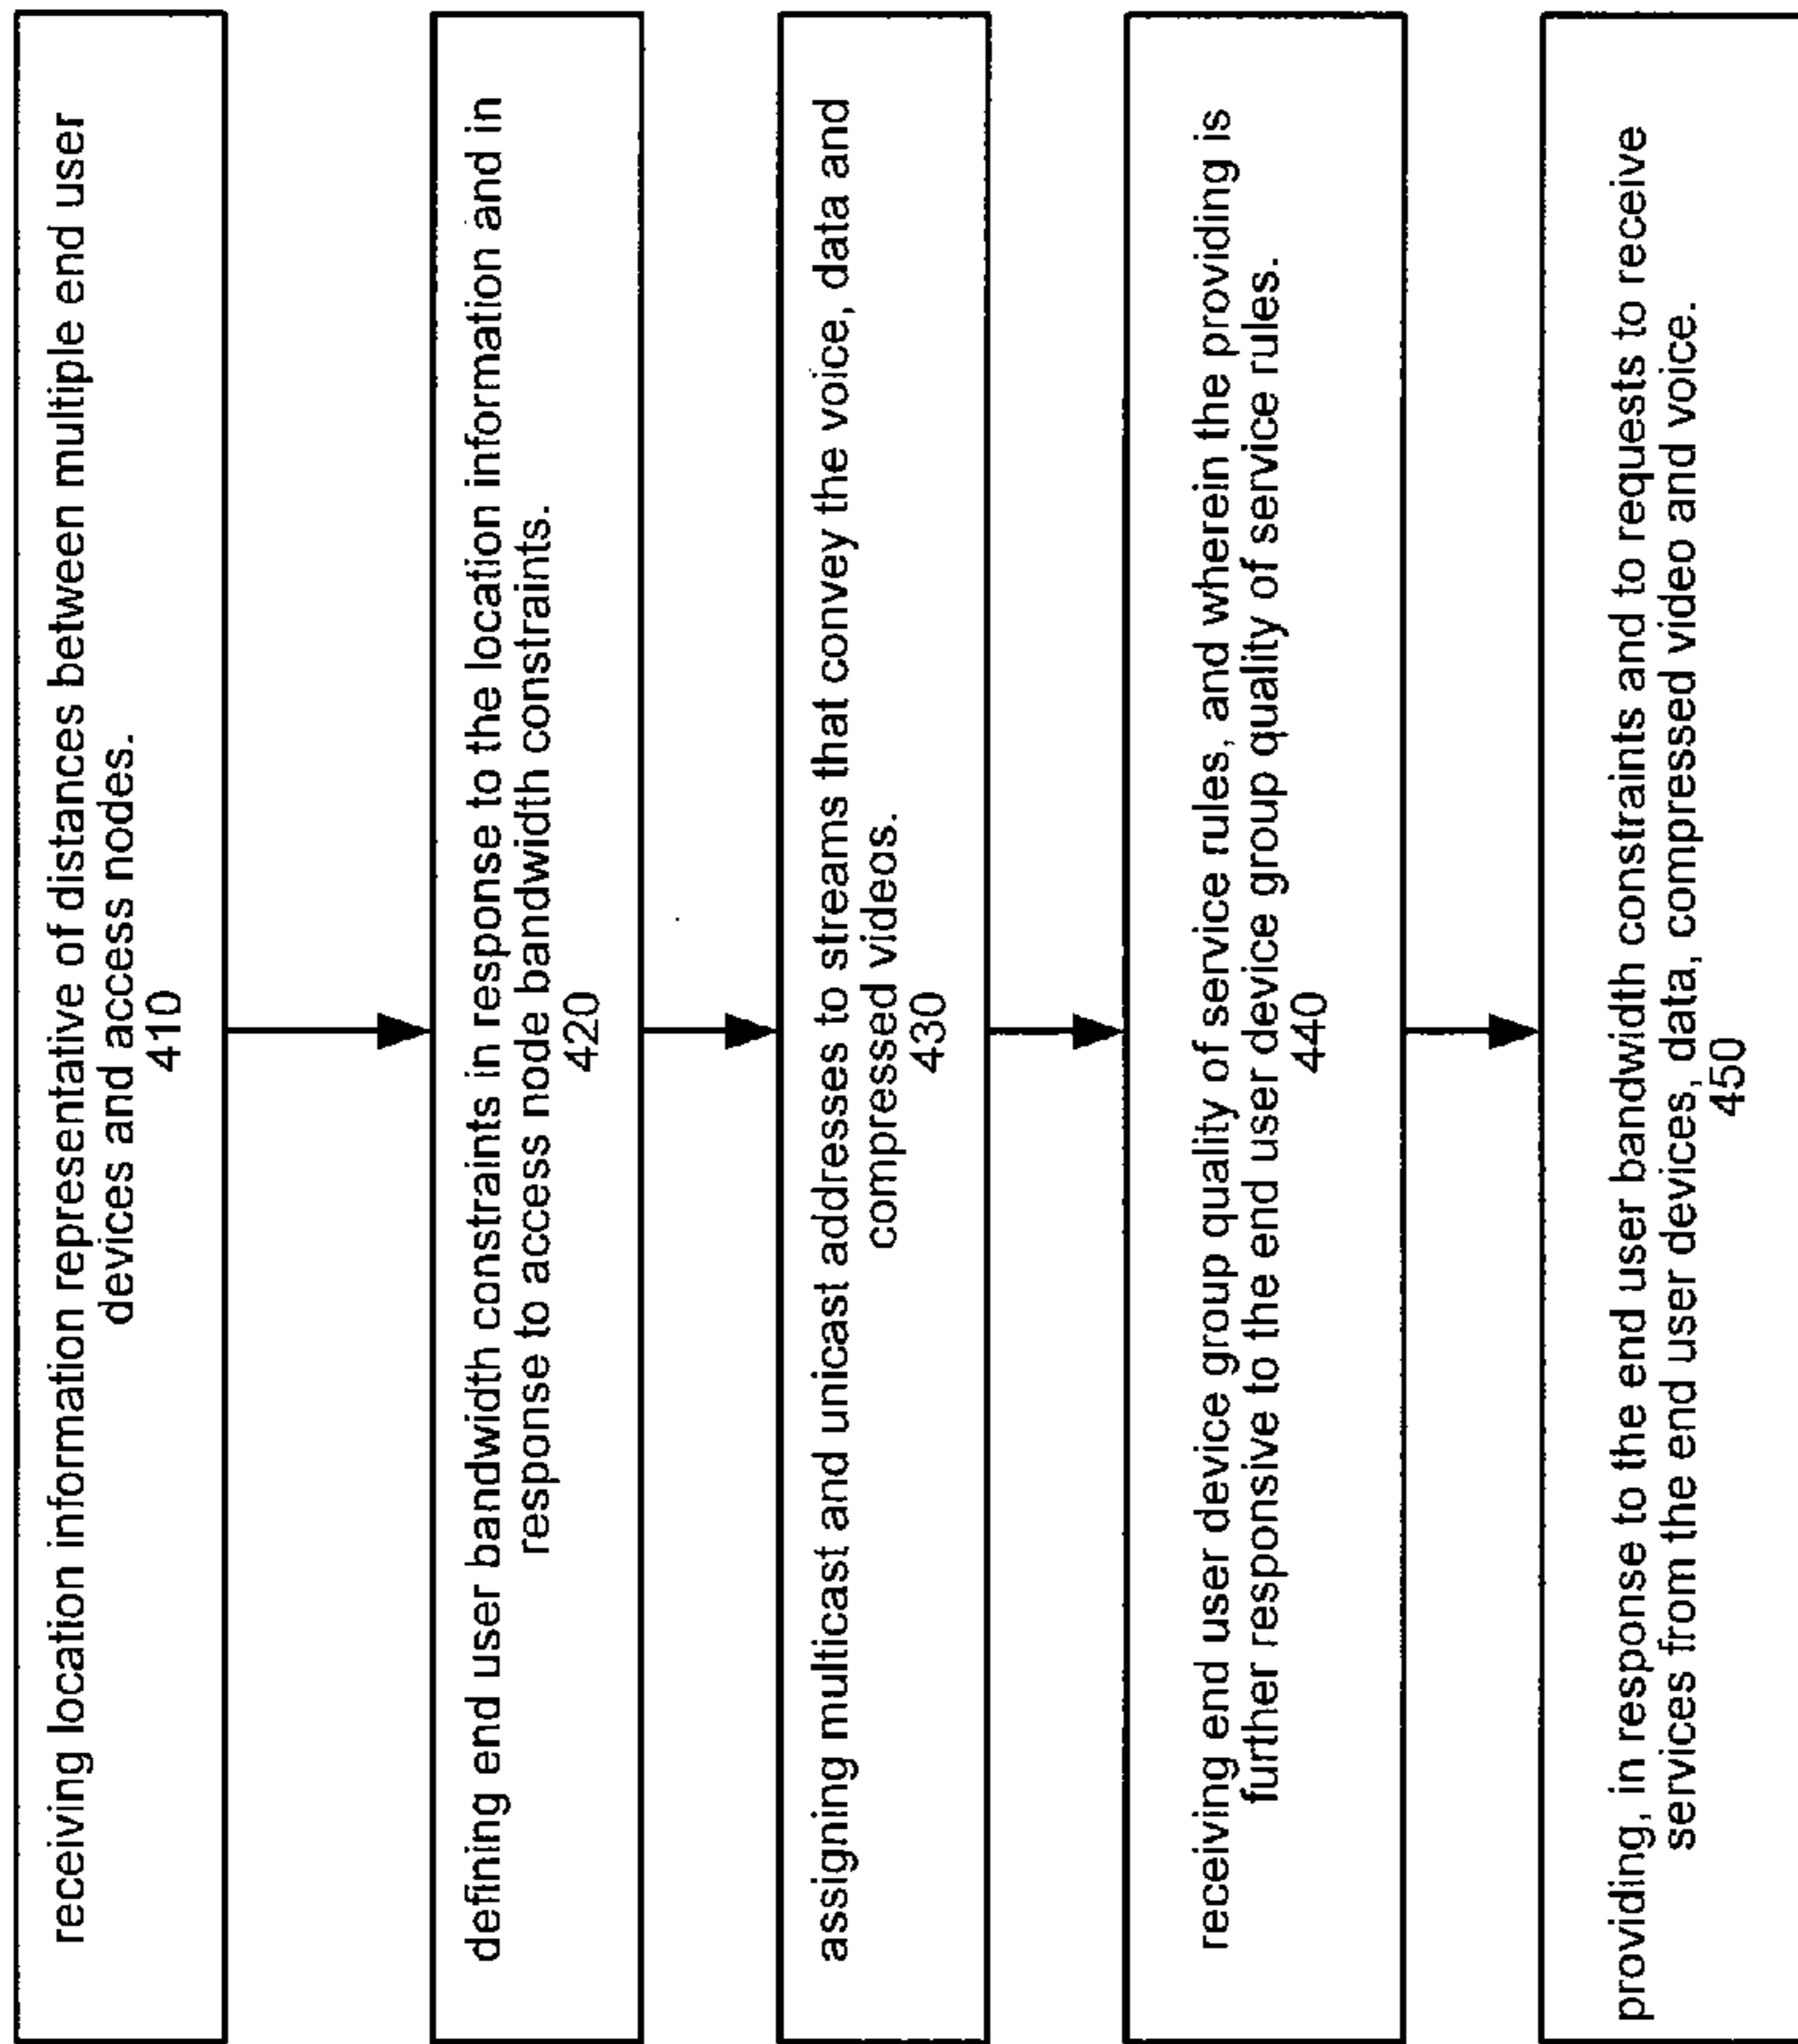 receiving location information representative of distances between multiple end user
devices and access nodes.
410
defining end user bandwidth constraints in response to the location information and in
response to access node bandwidth constraints.
420
assigning multicast and unicast addresses to streams that convey the voice, data and
compressed videos.
430
receiving end user device group quality of service rules, and wherein the providing is
further responsive to the end user device group quality of service rules.
440
providing, in response to the end user bandwidth constraints and to requests to receive
services from the end user devices, data, compressed video and voice.
450